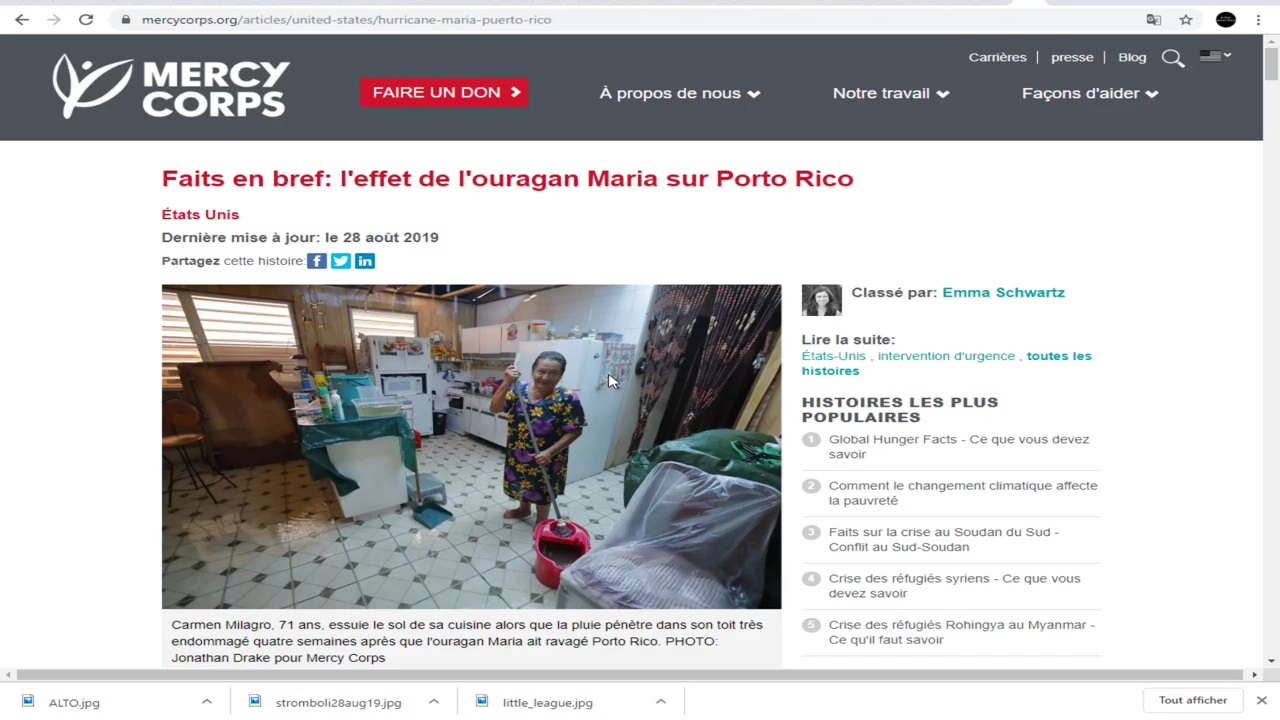 mercycorps.org/articles/united-states/hurricane-maria-puerto-rico
Carrières | presse | Blog
MERCY
CORPS
FAIRE UN DON
À propos de nous
Notre travail
Façons d'aider
Faits en bref: l'effet de l'ouragan Maria sur Porto Rico
États Unis
Dernière mise à jour: le 28 août 2019
Partagez cette histoire:
Classé par: Emma Schwartz
Lire la suite:
États-Unis , intervention d'urgence , toutes les
histoires
HISTOIRES LES PLUS
POPULAIRES
1 Global Hunger Facts - Ce que vous devez
savoir
2 Comment le changement climatique affecte
la pauvreté
3 Faits sur la crise au Soudan du Sud -
Conflit au Sud-Soudan
4 Crise des réfugiés syriens - Ce que vous
devez savoir
5 Crise des réfugiés Rohingya au Myanmar -
Ce qu'il faut savoir
Carmen Milagro, 71 ans, essuie le sol de sa cuisine alors que la pluie pénètre dans son toit très
endommagé quatre semaines après que l'ouragan Maria ait ravagé Porto Rico. PHOTO:
Jonathan Drake pour Mercy Corps
ALTO.jpg
stromboli28aug19.jpg
little_league.jpg
Tout afficher